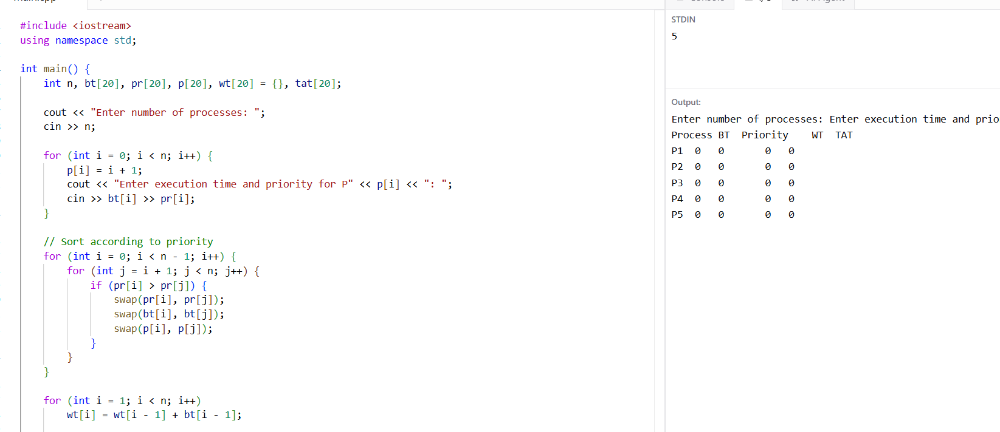 #include <iostream>
using namespace std;
int main() {
int n, bt[20], pr[20], p[20], wt[20] = {}, tat[20];
cout << "Enter number of processes: ";
cin >> n;
for (int i = 0; i < n; i++) {
p[i] = i + 1;
cout << "Enter execution time and priority for P" << p[i] << ": ";
cin >> bt[i] >> pr[i];
}
// Sort according to priority
for (int i = 0; i < n - 1; i++) {
for (int j = i + 1; j < n; j++) {
if (pr[i] > pr[j]) {
swap(pr[i], pr[j]);
swap(bt[i], bt[j]);
swap(p[i], p[j]);
}
}
}
for (int i = 1; i < n; i++)
wt[i] = wt[i - 1] + bt[i - 1];
STDIN
5
Output:
Enter number of processes: Enter execution time and prio
Process BT Priority WT TAT
P1 0 0 0 0
P2 0 0 0 0
P3 0 0 0 0
P4 0 0 0 0
P5 0 0 0 0